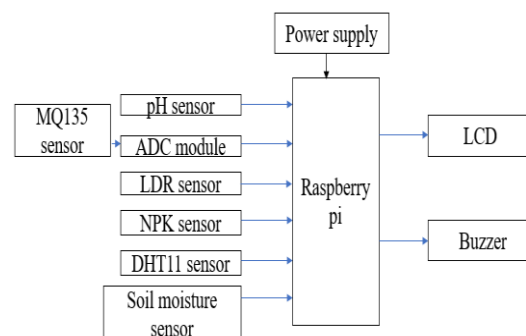 Power supply
pH sensor
MQ135
sensor
ADC module
LDR sensor
NPK sensor
DHT11 sensor
Soil moisture
sensor
Raspberry
pi
LCD
Buzzer